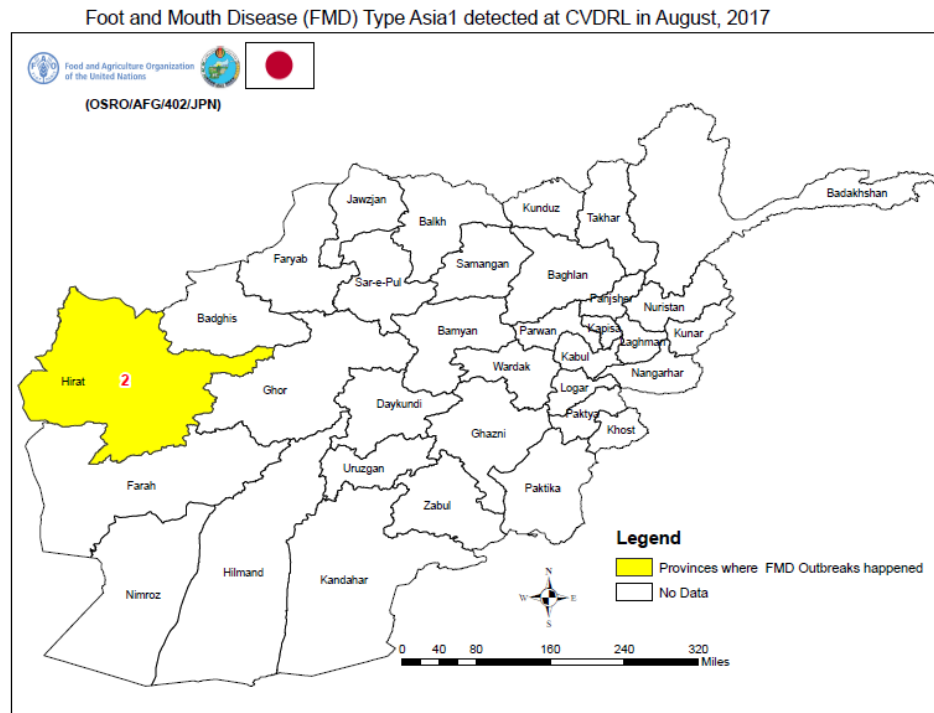 Foot and Mouth Disease (FMD) Type Asia1 detected at CVDRL in August, 2017
Food and Agriculture Organization
of the United Nations
(OSRO/AFG/402/JPN)
Badakhshan
Jawzjan
Kunduz
Takhar
Balkh
Faryab
Samangan
Baghlan
Sar-e-Pul
Panjsher
Nuristan
Badghis
Bamyan
Parwan
Kapisa
Kunar
Laghman
Kabul
Wardak
Nangarhar
Hirat
2
Ghor
Logar
Daykundi
Paktya
Khost
Ghazni
Uruzgan
Farah
Paktika
Zabul
Legend
Provinces where FMD Outbreaks happened
No Data
Hilmand
Kandahar
Nimroz
N
W
E
S
0 20 40 80 120 160 200 240 280 320
Miles